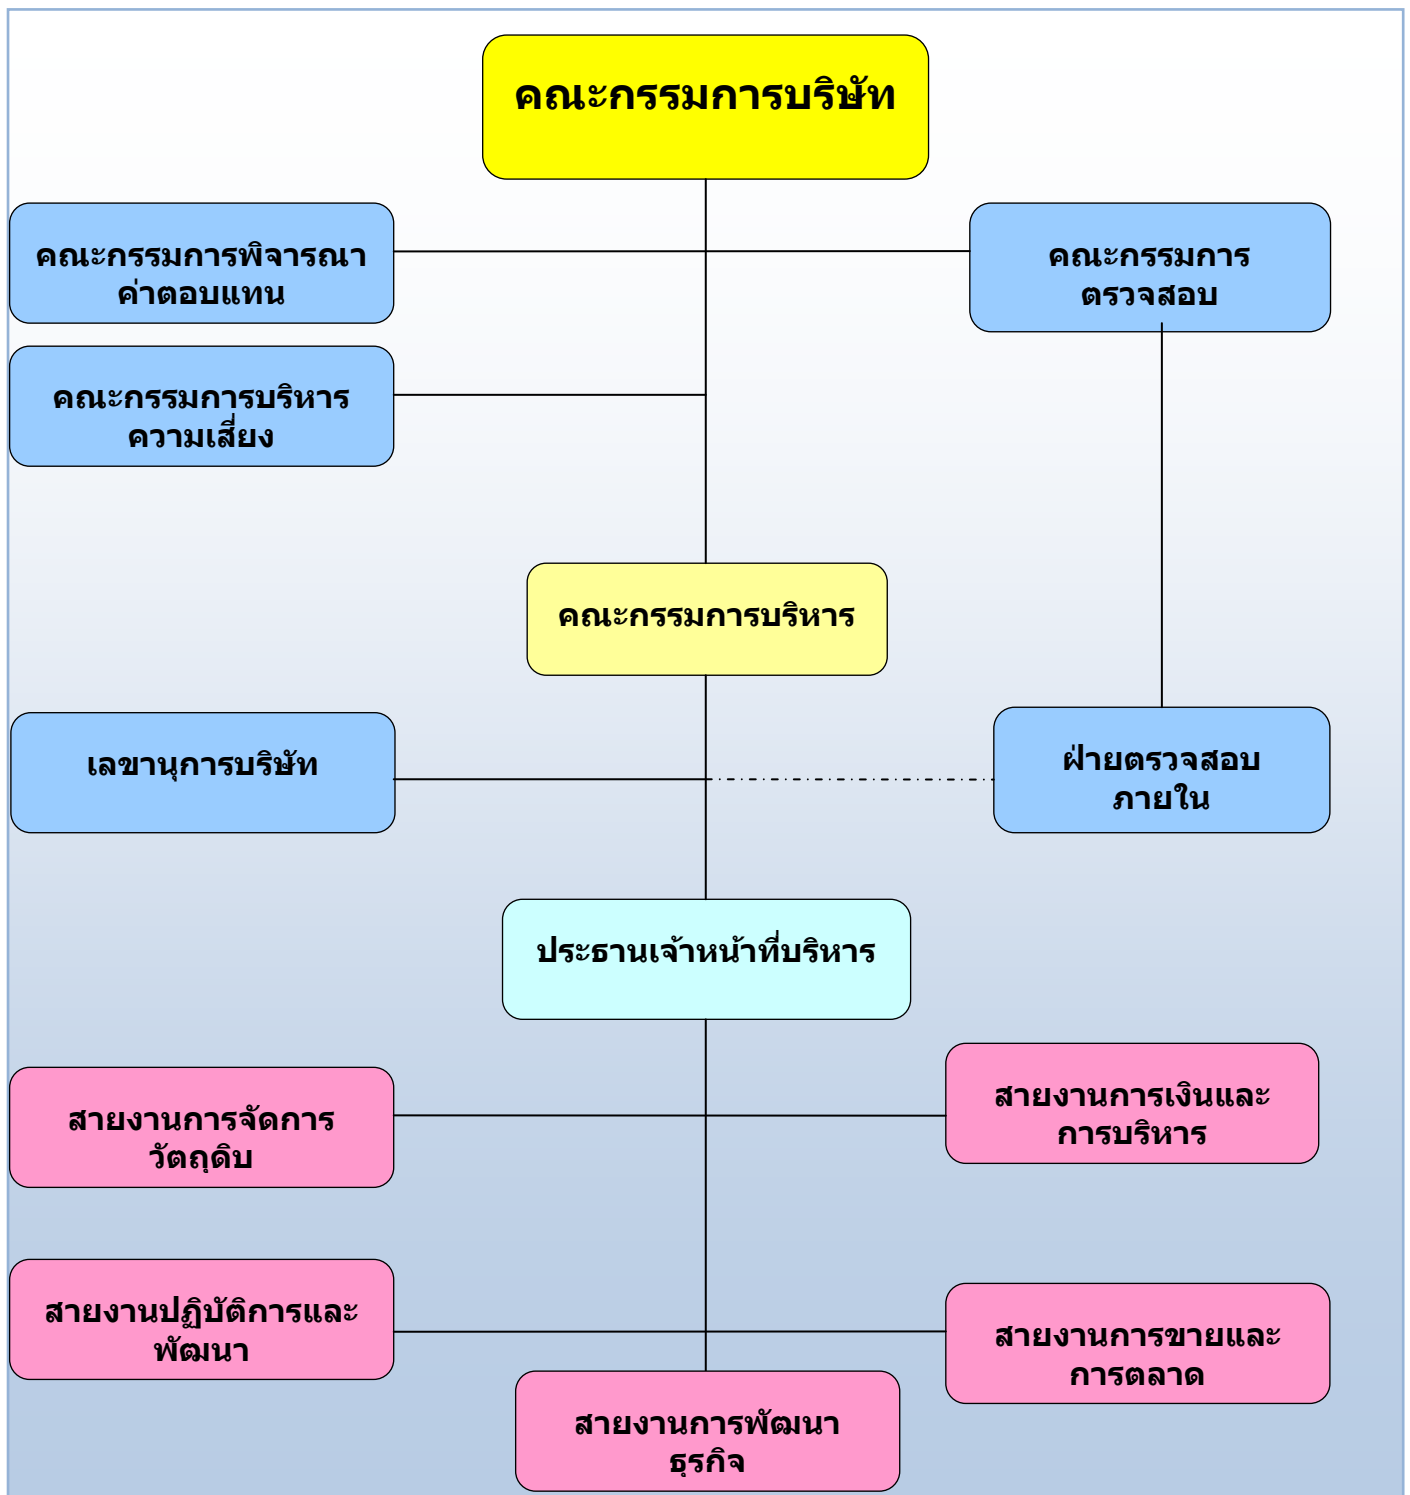 คณะกรรมการบริษัท
คณะกรรมการพิจารณา
ค่าตอบแทน
คณะกรรมการ
ตรวจสอบ
คณะกรรมการบริหาร
ความเสี่ยง
คณะกรรมการบริหาร
เลขานุการบริษัท
ฝ่ายตรวจสอบ
ภายใน
ประธานเจ้าหน้าที่บริหาร
สายงานการจัดการ
วัตถุดิบ
สายงานการเงินและ
การบริหาร
สายงานปฏิบัติการและ
พัฒนา
สายงานการขายและ
การตลาด
สายงานการพัฒนา
ธุรกิจ